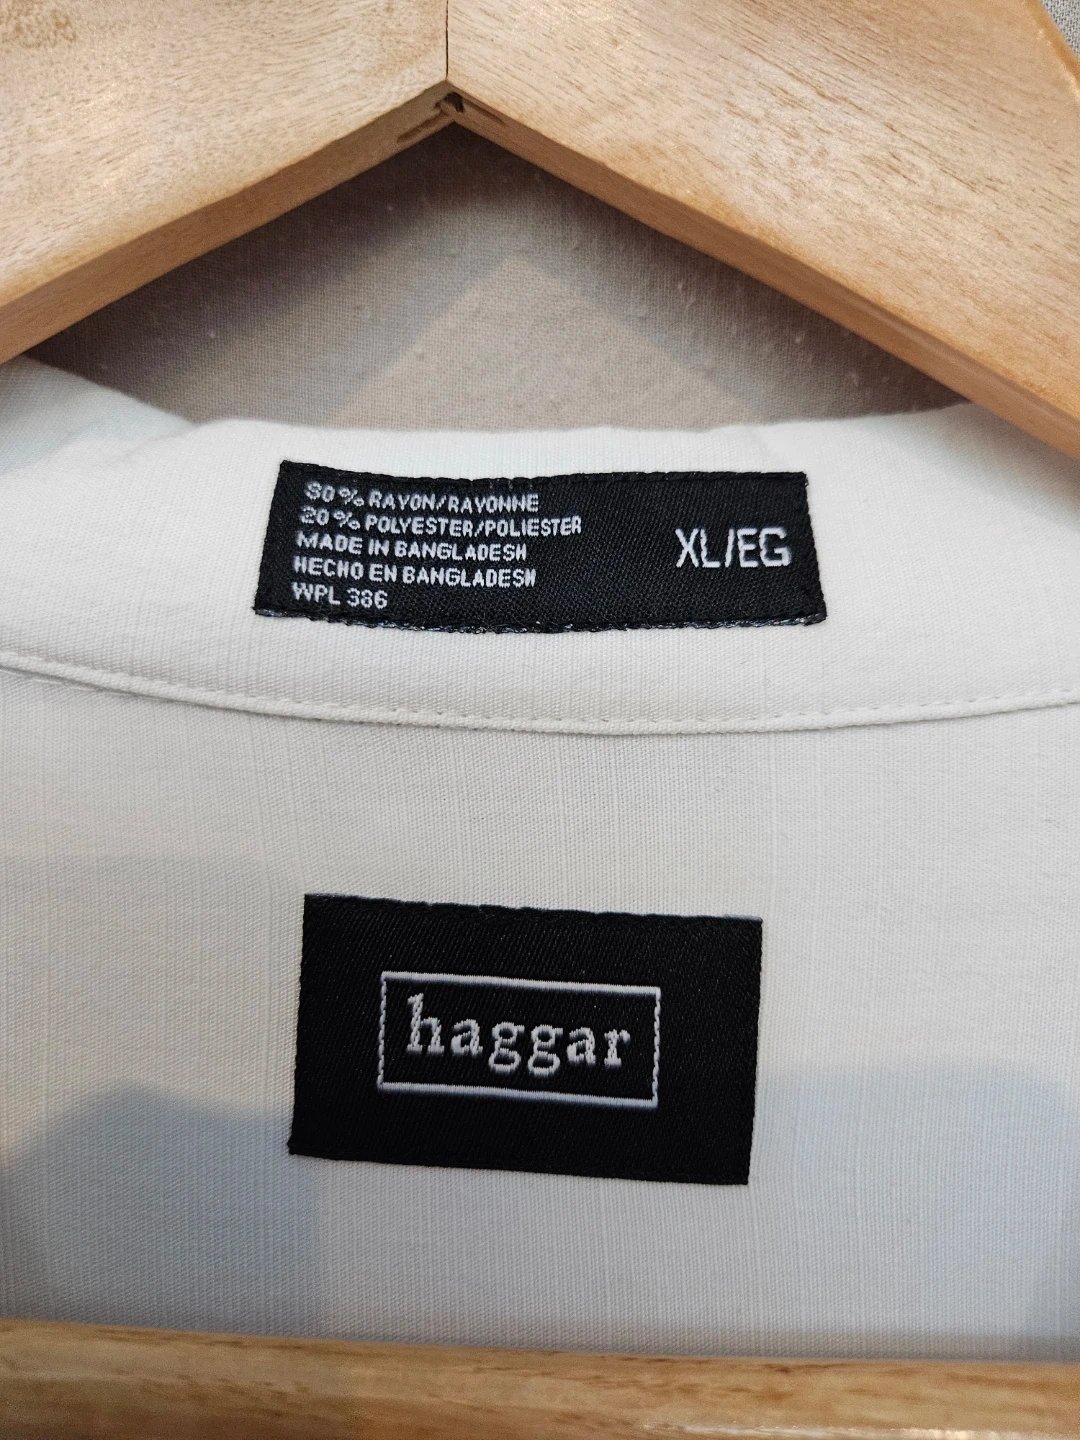 80% RAYON/RAYONNE
20% POLYESTER/POLIESTER
MADE IN BANGLADESH
HECHO EN BANGLADESH
WPL 386
XL/EG
haggar